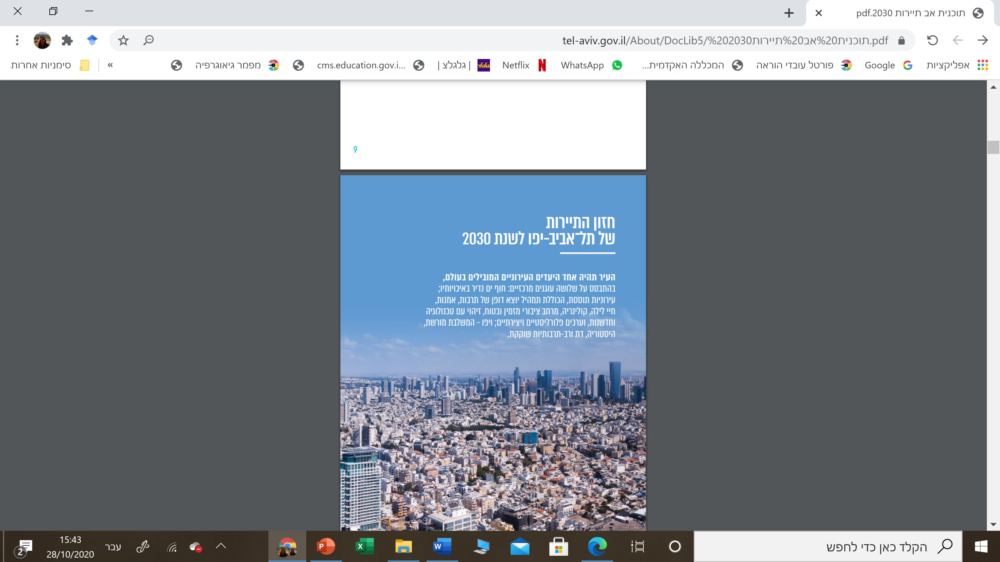 תוכנית אב תיירות 2030.pdf
tel-aviv.gov.il/About/DocLib5/%202030תוכנית%20אב%20תיירות.pdf
אפליקציות
Google
פורטל עובדי הוראה
המכללה האקדמית...
WhatsApp
Netflix
| גלגלצ |
cms.education.gov.i...
מפמר גיאוגרפיה
»
סימניות אחרות
9
חזון התיירות
של תל־אביב-יפו לשנת 2030
העיר תהיה אחד היעדים העירוניים המובילים בעולם,
בהתבסס על שלושה עוגנים מרכזיים: חוף ים נדיר באיכויותיו;
עירוניות תוססת, הכוללת תמהיל יוצא דופן של תרבות, אמנות,
חיי לילה, קולינריה, מרחב ציבורי מזמין ובטוח, זיהוי עם טכנולוגיה
וחדשנות, וערכים פלורליסטיים ויצירתיים; ויפו - המשלבת מורשת,
היסטוריה, דת ורב-תרבותיות שוקקת.
הקלד כאן כדי לחפש
עבר
15:43
28/10/2020
2